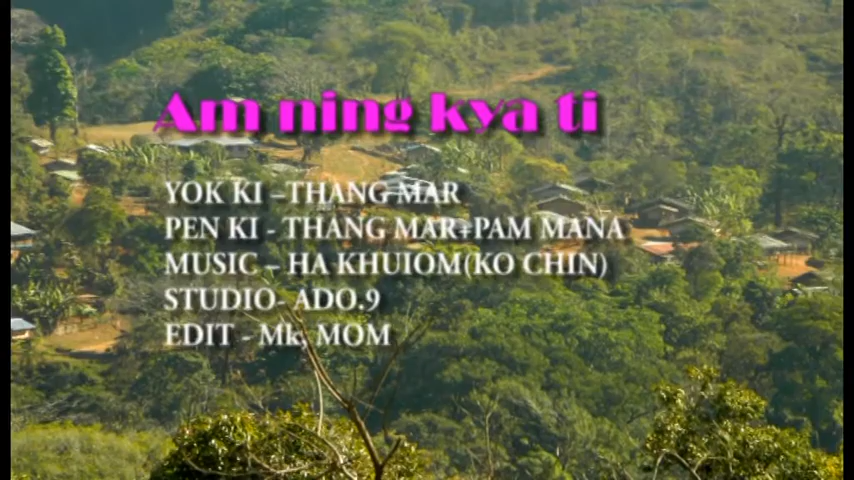 Am ning kya ti
YOK KI –THANG MAR
PEN KI - THANG MAR+PAM MANA
MUSIC – HA KHUIOM(KO CHIN)
STUDIO- ADO.9
EDIT - Mk, MOM